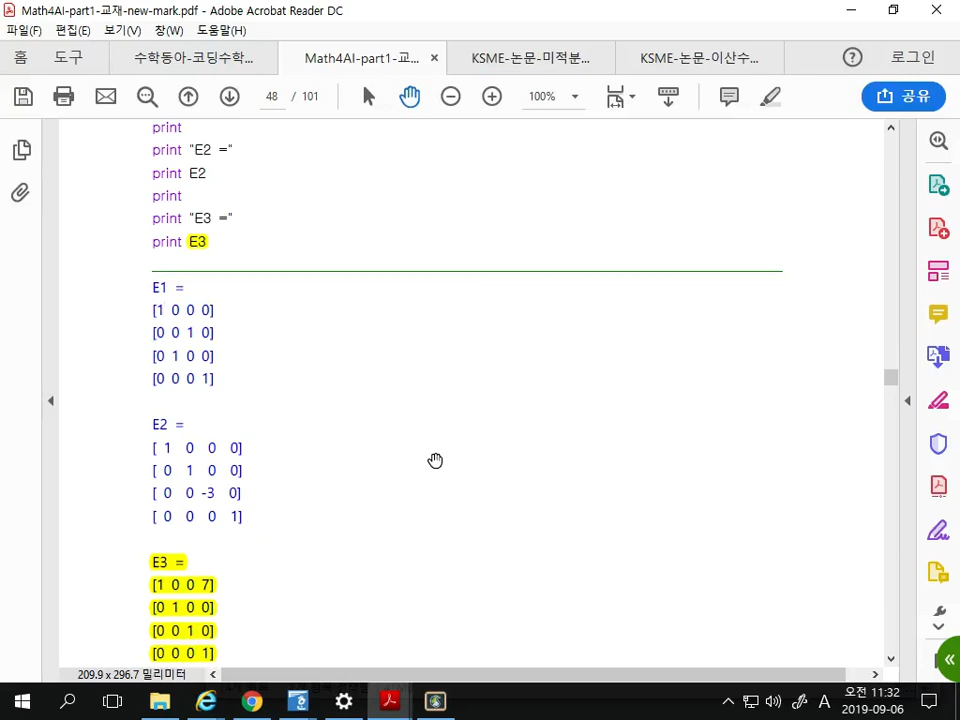 Math4AI-part1-교재-new-mark.pdf - Adobe Acrobat Reader DC
파일(F) 편집(E) 보기(V) 창(W) 도움말(H)
홈 도구 수학동아-코딩수학... Math4AI-part1-교... × KSME-논문-미적분... KSME-논문-이산수... 로그인
48 / 101 100% 공유
print
print "E2 ="
print E2
print
print "E3 ="
print E3
E1 =
[1 0 0 0]
[0 0 1 0]
[0 1 0 0]
[0 0 0 1]
E2 =
[ 1 0 0 0]
[ 0 1 0 0]
[ 0 0 -3 0]
[ 0 0 0 1]
E3 =
[1 0 0 7]
[0 1 0 0]
[0 0 1 0]
[0 0 0 1]
209.9 x 296.7 밀리미터
A 오전 11:32
2019-09-06